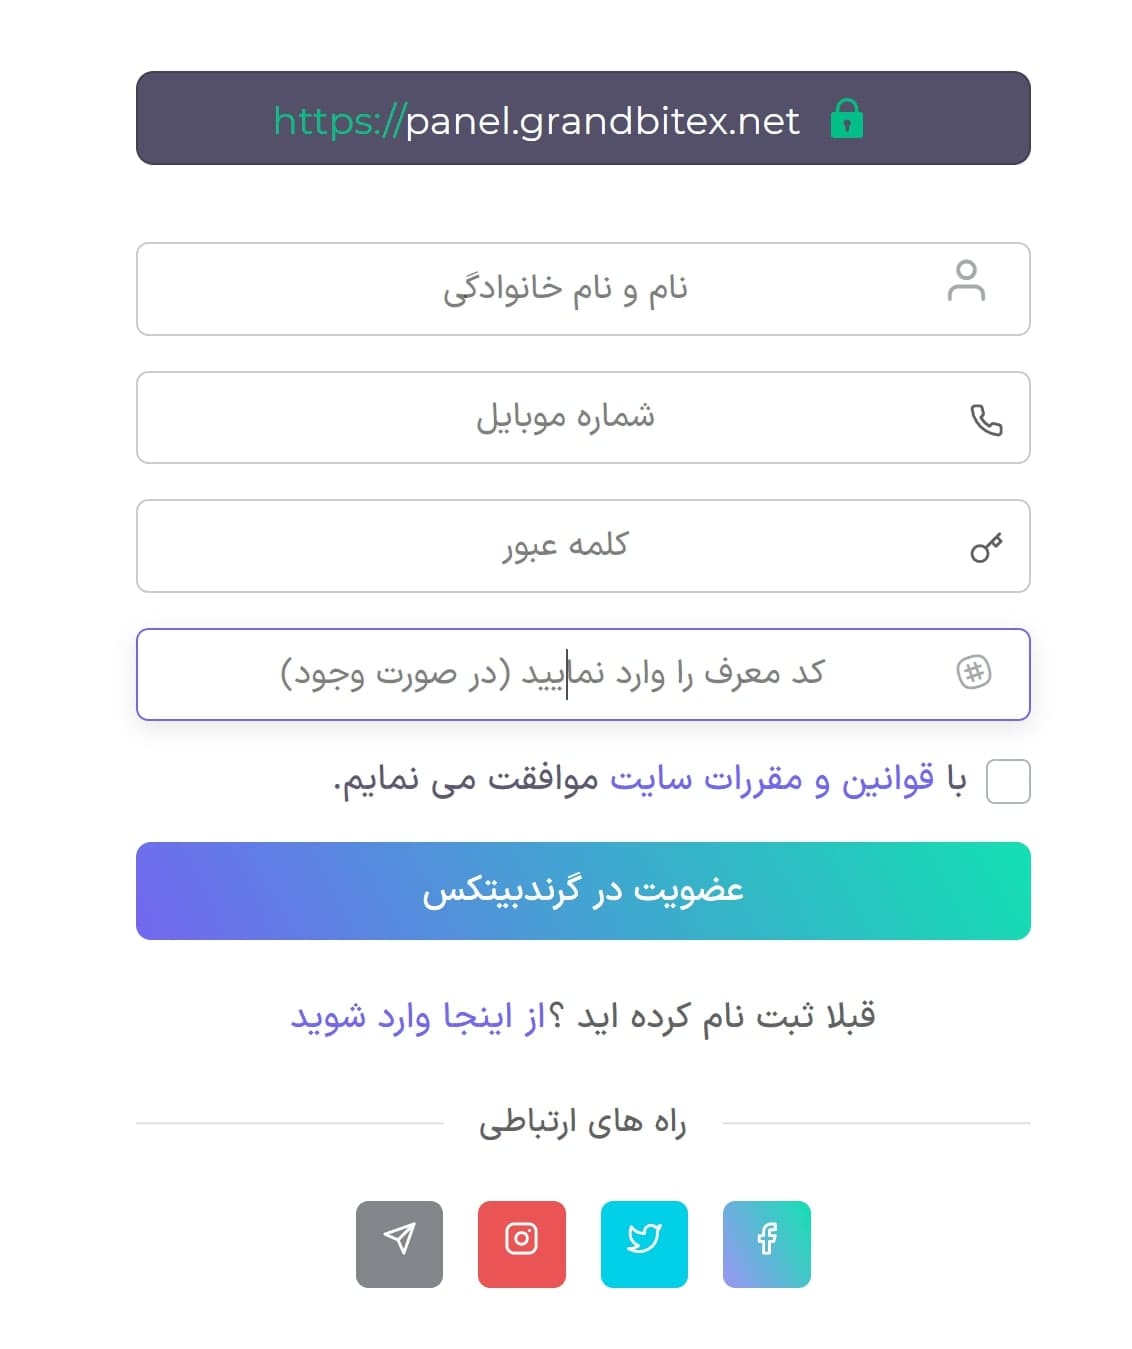 https://panel.grandbitex.net
نام و نام خانوادگی
شماره موبایل
کلمه عبور
کد معرف را وارد نمایید (در صورت وجود)
با قوانین و مقررات سایت موافقت می نمایم.
عضویت در گرندبیتکس
قبلا ثبت نام کرده اید ؟از اینجا وارد شوید
راه های ارتباطی